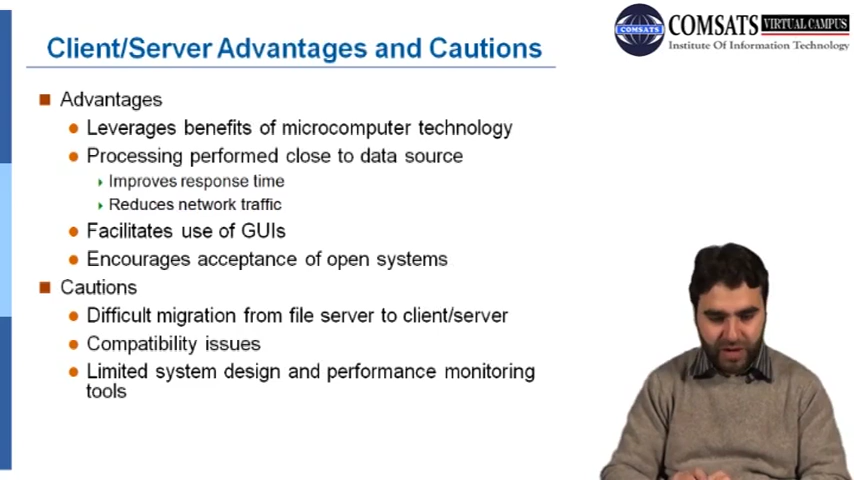 Client/Server Advantages and Cautions
COMSATS VIRTUAL CAMPUS
COMSATS
Institute Of Information Technology
Advantages
Leverages benefits of microcomputer technology
Processing performed close to data source
Improves response time
Reduces network traffic
Facilitates use of GUIs
Encourages acceptance of open systems
Cautions
Difficult migration from file server to client/server
Compatibility issues
Limited system design and performance monitoring
tools